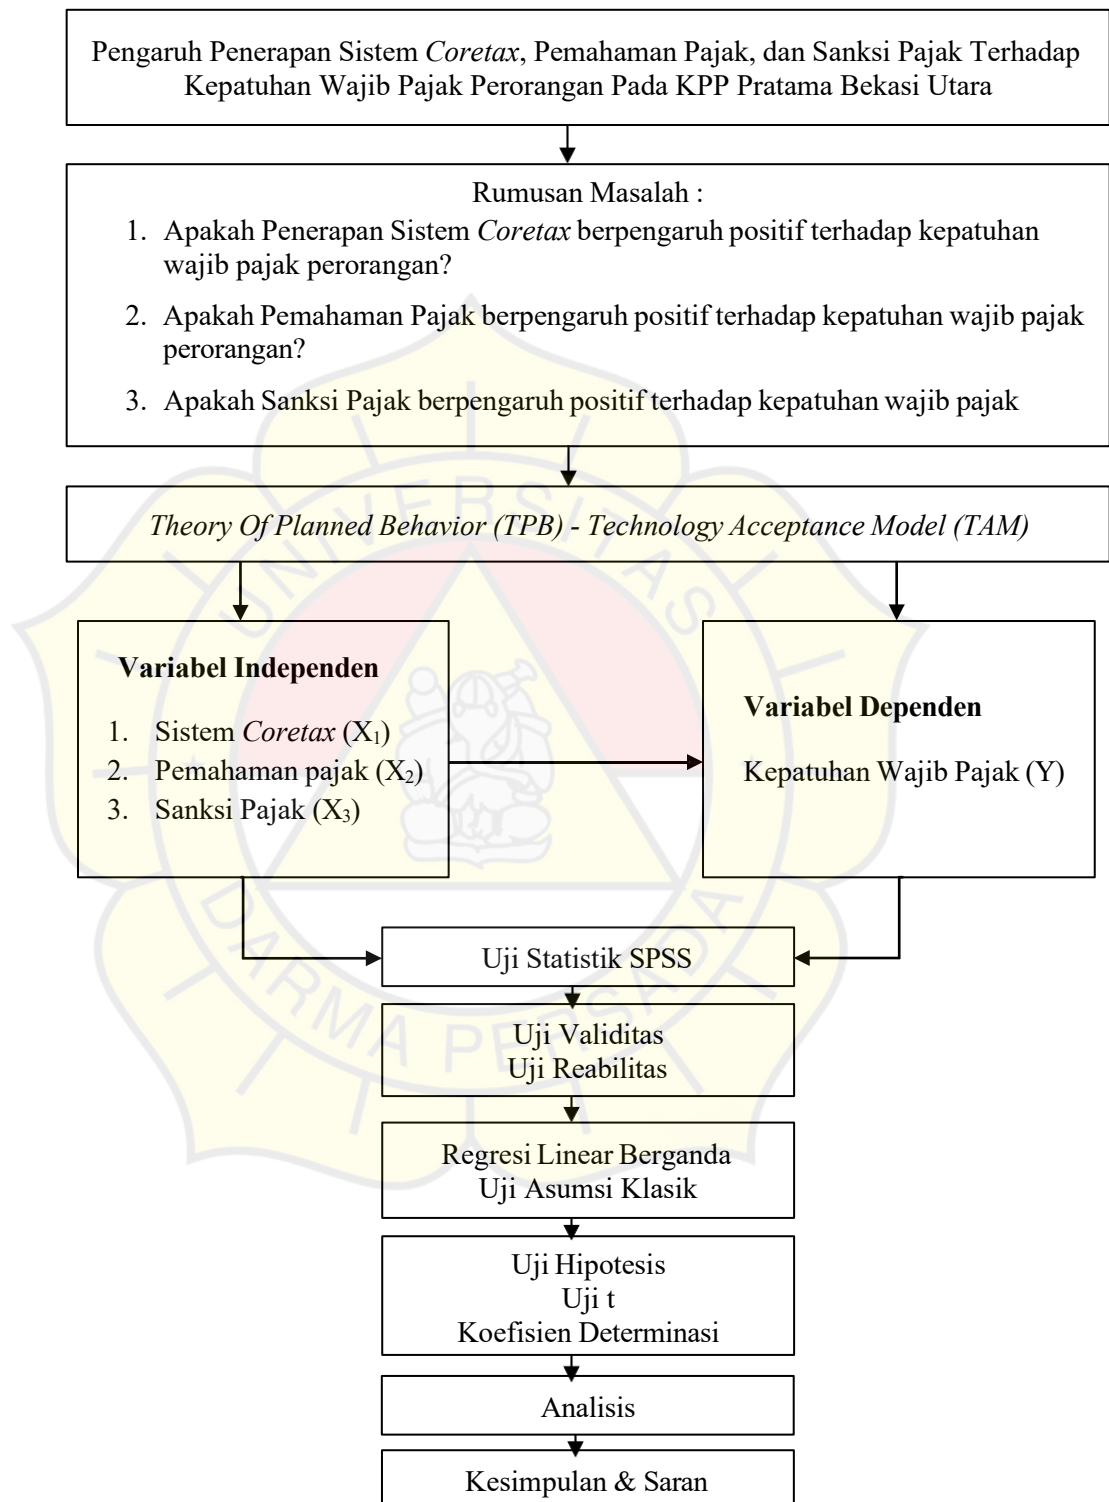 Pengaruh Penerapan Sistem Coretax, Pemahaman Pajak, dan Sanksi Pajak Terhadap
Kepatuhan Wajib Pajak Perorangan Pada KPP Pratama Bekasi Utara
Rumusan Masalah :
1. Apakah Penerapan Sistem Coretax berpengaruh positif terhadap kepatuhan
wajib pajak perorangan?
2. Apakah Pemahaman Pajak berpengaruh positif terhadap kepatuhan wajib pajak
perorangan?
3. Apakah Sanksi Pajak berpengaruh positif terhadap kepatuhan wajib pajak
Theory Of Planned Behavior (TPB) - Technology Acceptance Model (TAM)
Variabel Independen
1. Sistem Coretax (X₁)
2. Pemahaman pajak (X₂)
3. Sanksi Pajak (X₃)
Variabel Dependen
Kepatuhan Wajib Pajak (Y)
Uji Statistik SPSS
Uji Validitas
Uji Reabilitas
Regresi Linear Berganda
Uji Asumsi Klasik
Uji Hipotesis
Uji t
Koefisien Determinasi
Analisis
Kesimpulan & Saran
UNIVERSITAS
DARMA PERSADA